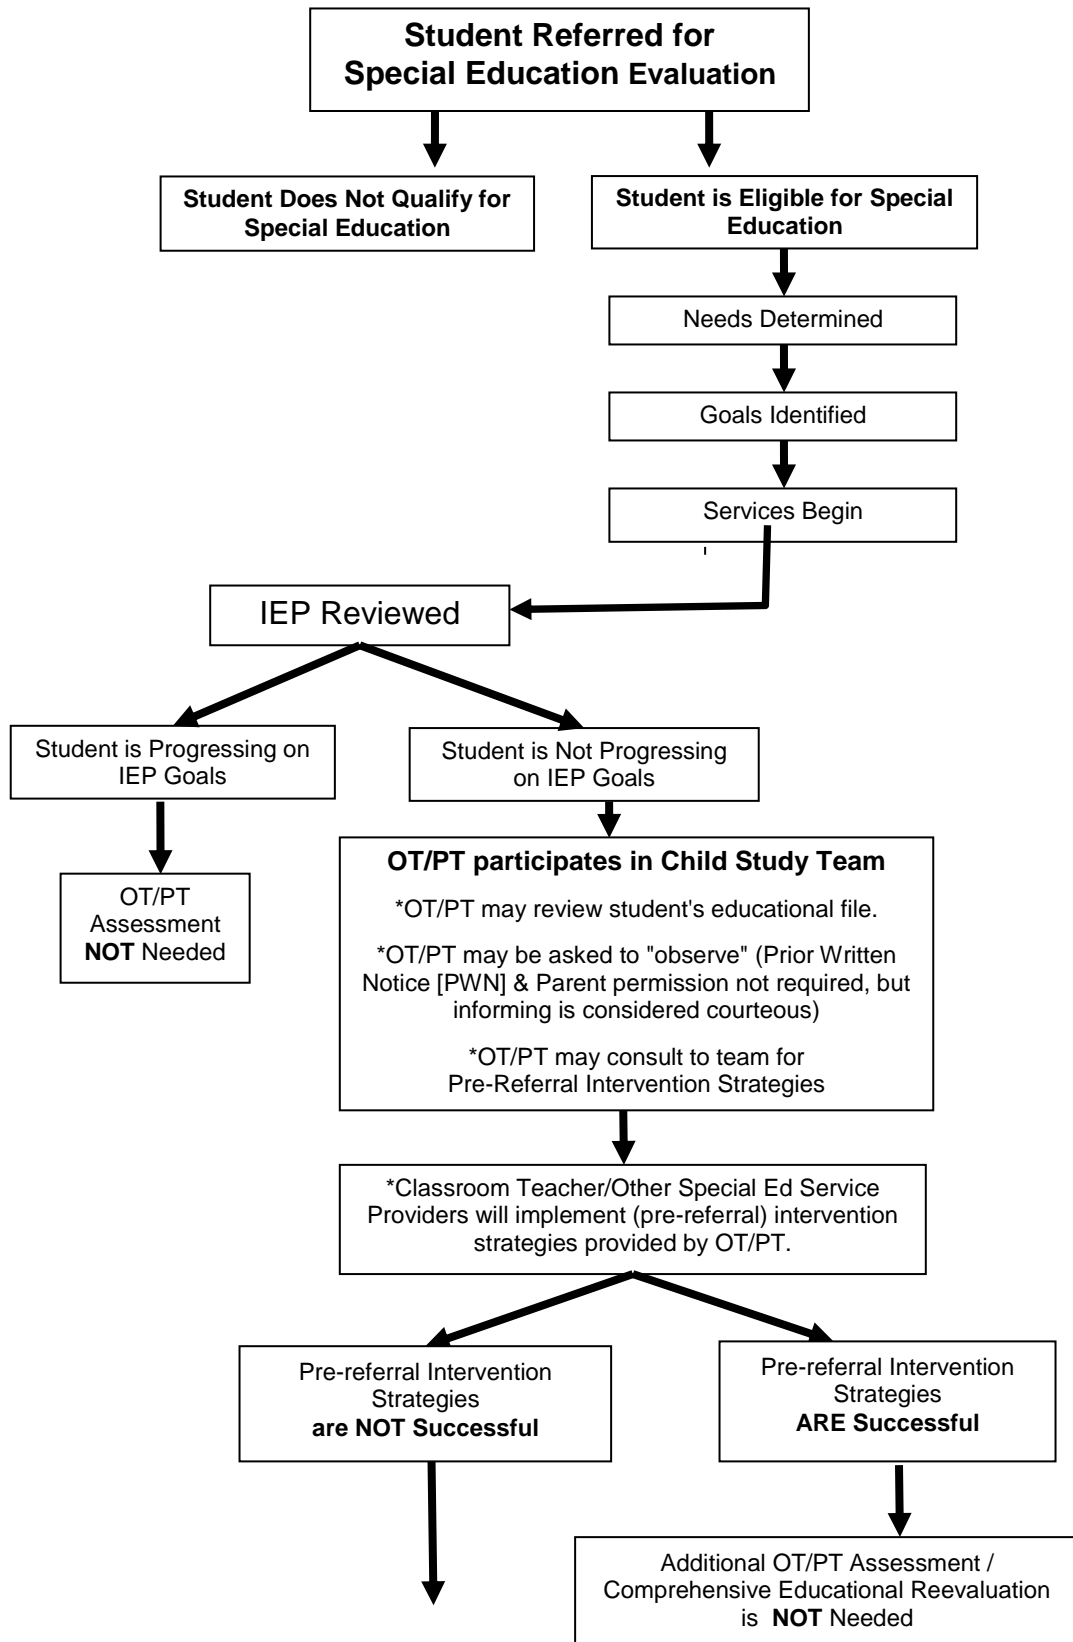 Student Referred for
Special Education Evaluation
Student Does Not Qualify for
Special Education
Student is Eligible for Special
Education
Needs Determined
Goals Identified
Services Begin
IEP Reviewed
Student is Progressing on
IEP Goals
Student is Not Progressing
on IEP Goals
OT/PT
Assessment
NOT Needed
OT/PT participates in Child Study Team
*OT/PT may review student's educational file.
*OT/PT may be asked to "observe" (Prior Written
Notice [PWN] & Parent permission not required, but
informing is considered courteous)
*OT/PT may consult to team for
Pre-Referral Intervention Strategies
*Classroom Teacher/Other Special Ed Service
Providers will implement (pre-referral) intervention
strategies provided by OT/PT.
Pre-referral Intervention
Strategies
are NOT Successful
Pre-referral Intervention
Strategies
ARE Successful
Additional OT/PT Assessment /
Comprehensive Educational Reevaluation
is NOT Needed